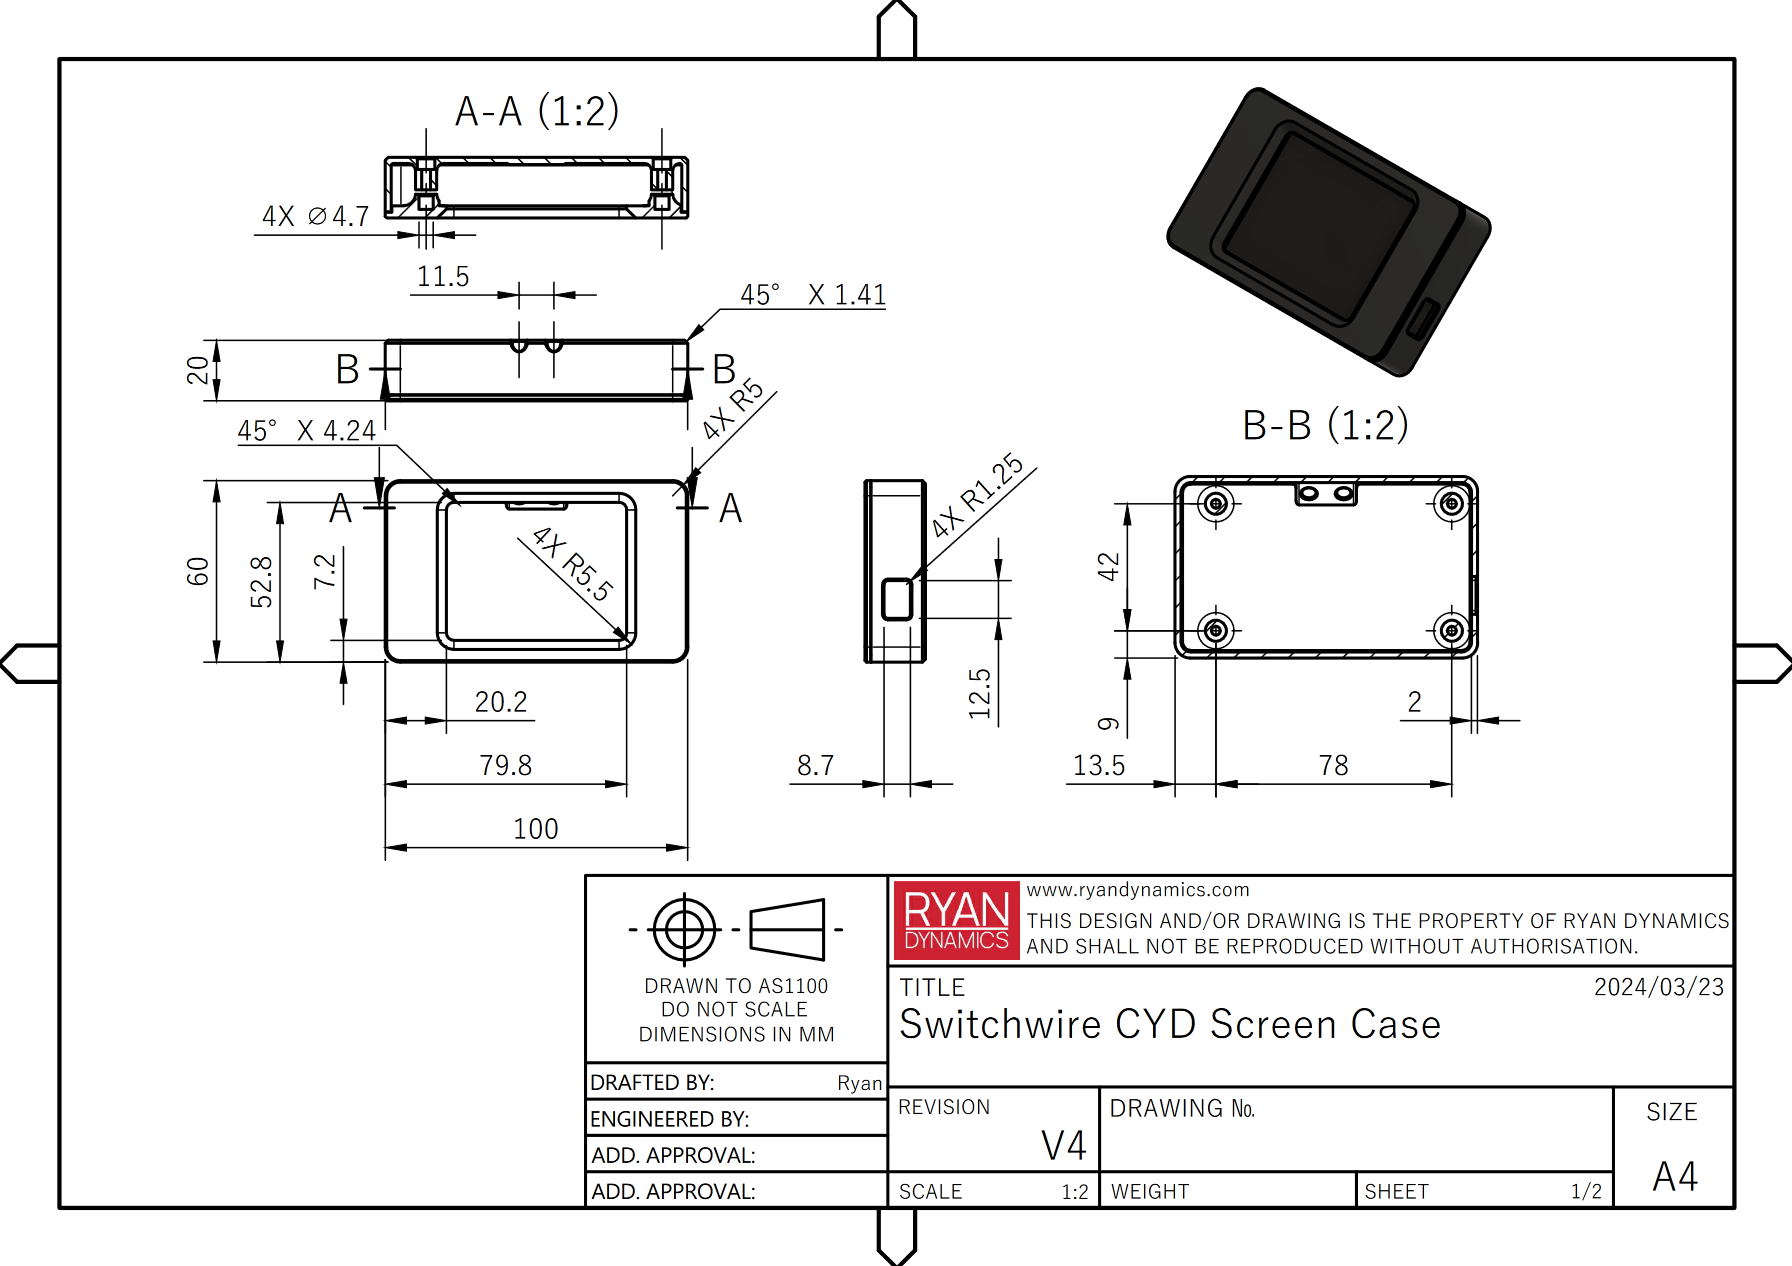 A-A (1:2)
4X ⌀4.7
11.5
45° X 1.41
20
B
B
4X R5
45° X 4.24
A
A
60
52.8
7.2
4X R5.5
20.2
79.8
100
4X R1.25
12.5
8.7
B-B (1:2)
42
9
2
13.5
78
DRAWN TO AS1100
DO NOT SCALE
DIMENSIONS IN MM
DRAFTED BY: Ryan
ENGINEERED BY:
ADD. APPROVAL:
ADD. APPROVAL:
RYAN
DYNAMICS
www.ryandynamics.com
THIS DESIGN AND/OR DRAWING IS THE PROPERTY OF RYAN DYNAMICS
AND SHALL NOT BE REPRODUCED WITHOUT AUTHORISATION.
TITLE 2024/03/23
Switchwire CYD Screen Case
REVISION
V4
DRAWING No.
SIZE
A4
SCALE 1:2
WEIGHT
SHEET 1/2